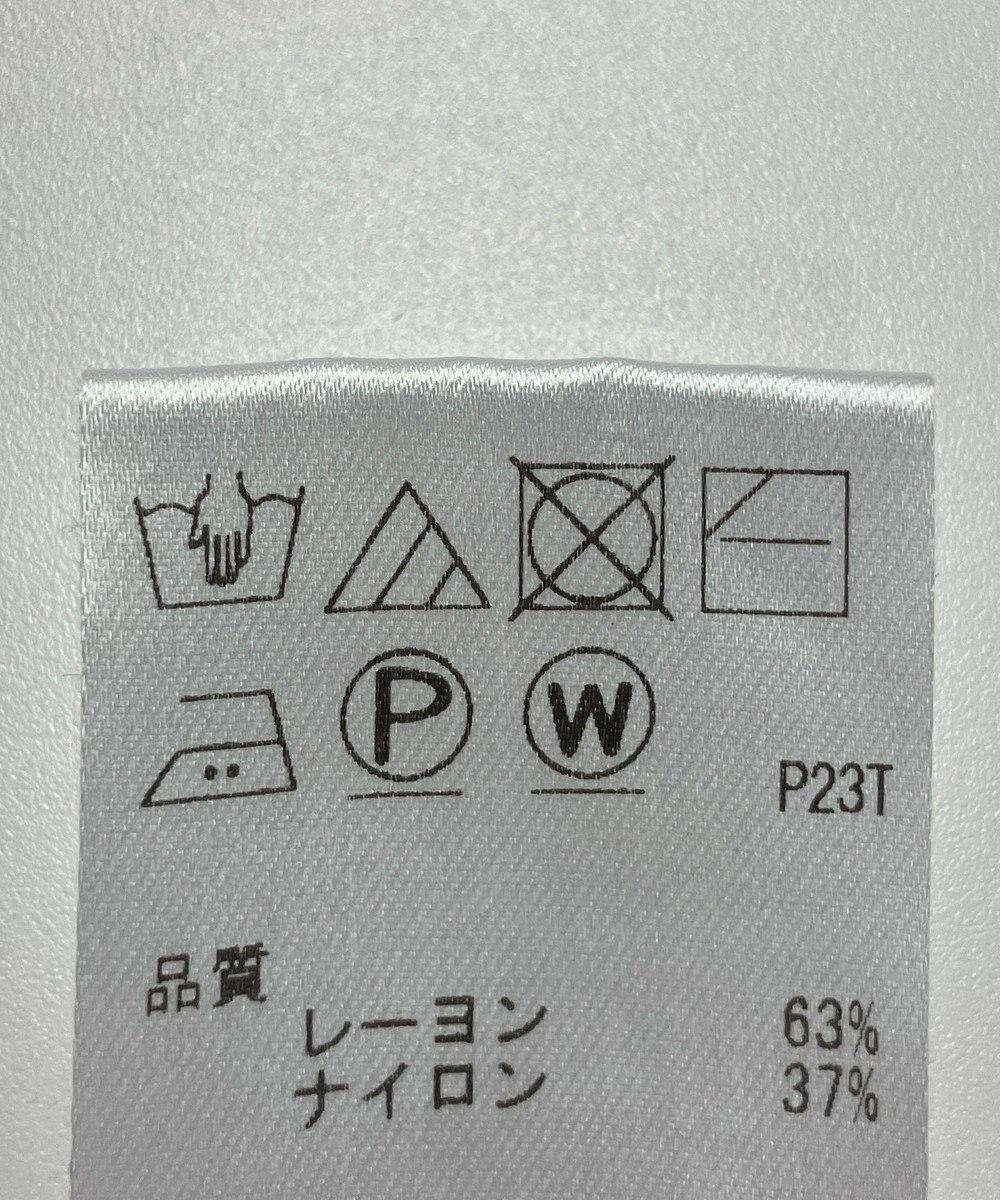 P W
P23T
品質
レーヨン 63%
ナイロン 37%